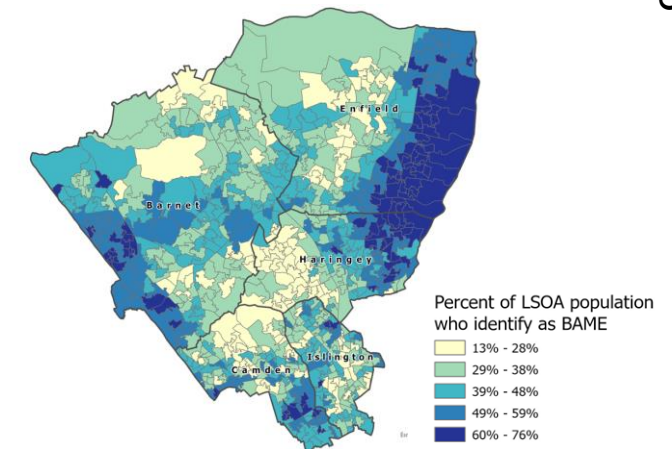 Enfield
Barnet
Haringey
Islington
Camden
Percent of LSOA population
who identify as BAME
13% - 28%
29% - 38%
39% - 48%
49% - 59%
60% - 76%